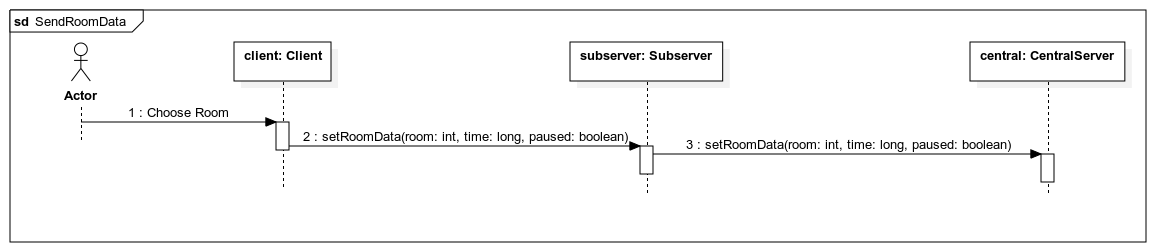 sd SendRoomData
client: Client
subserver: Subserver
central: CentralServer
Actor
1 : Choose Room
2 : setRoomData(room: int, time: long, paused: boolean)
3 : setRoomData(room: int, time: long, paused: boolean)